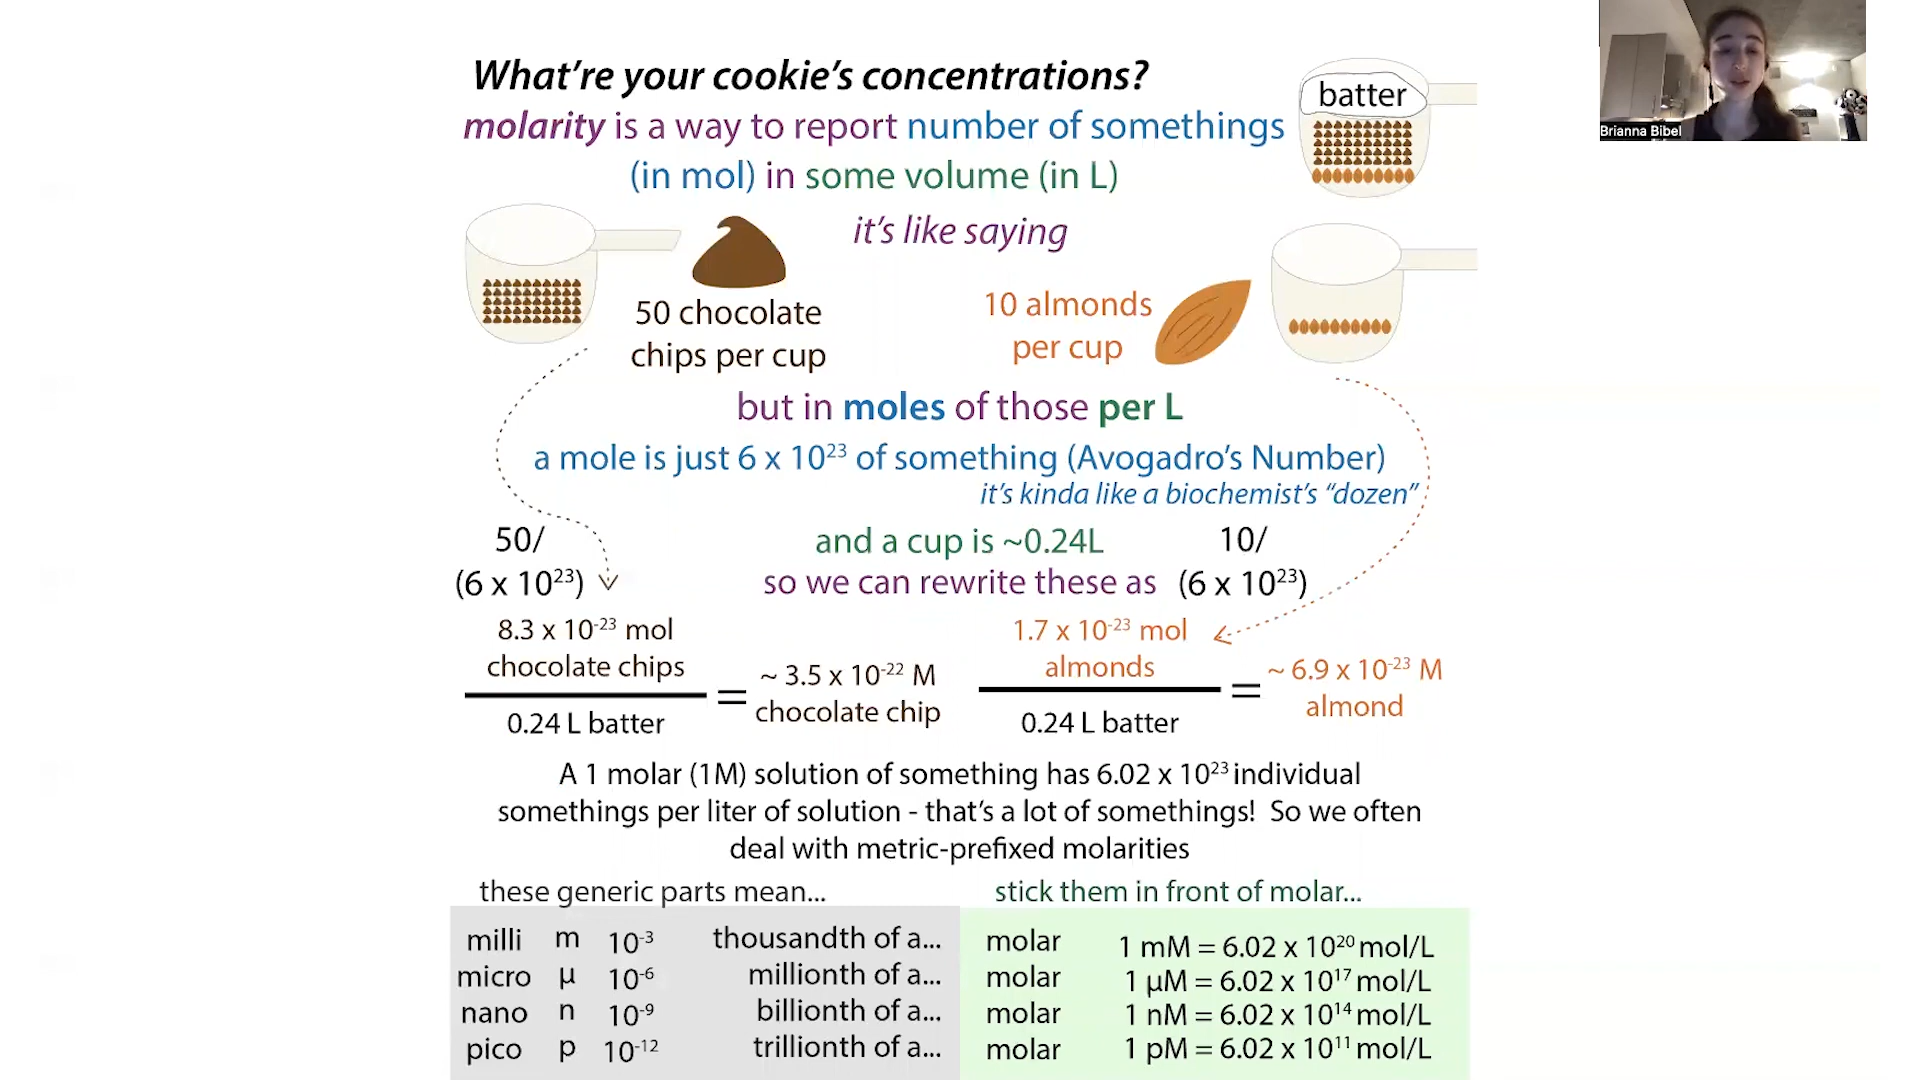 What're your cookie's concentrations?
batter
Brianna Bibel
molarity is a way to report number of somethings
(in mol) in some volume (in L)
it's like saying
50 chocolate
chips per cup
10 almonds
per cup
but in moles of those per L
a mole is just 6 x 10²³ of something (Avogadro's Number)
it's kinda like a biochemist's “dozen”
50/
(6 x 10²³)
and a cup is ~0.24L
so we can rewrite these as
10/
(6 x 10²³)
8.3 x 10⁻²³ mol
chocolate chips
0.24 L batter
=
~ 3.5 x 10⁻²² M
chocolate chip
1.7 x 10⁻²³ mol
almonds
0.24 L batter
=
~ 6.9 x 10⁻²³ M
almond
A 1 molar (1M) solution of something has 6.02 x 10²³ individual
somethings per liter of solution - that's a lot of somethings! So we often
deal with metric-prefixed molarities
these generic parts mean...
stick them in front of molar...
milli m 10⁻³ thousandth of a... molar 1 mM = 6.02 x 10²⁰ mol/L
micro µ 10⁻⁶ millionth of a... molar 1 µM = 6.02 x 10¹⁷ mol/L
nano n 10⁻⁹ billionth of a... molar 1 nM = 6.02 x 10¹⁴ mol/L
pico p 10⁻¹² trillionth of a... molar 1 pM = 6.02 x 10¹¹ mol/L